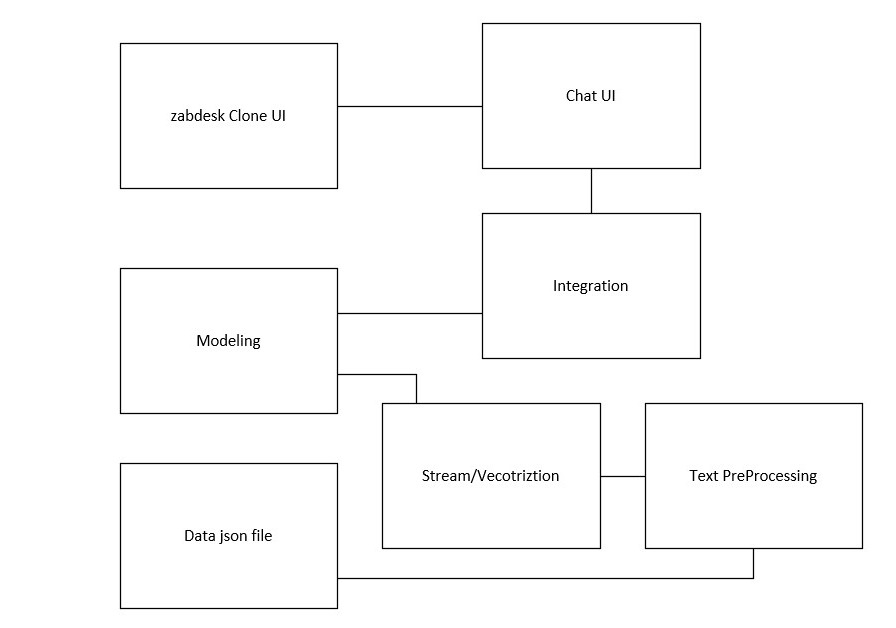 zabdesk Clone UI
Chat UI
Integration
Modeling
Stream/Vecotriztion
Text PreProcessing
Data json file